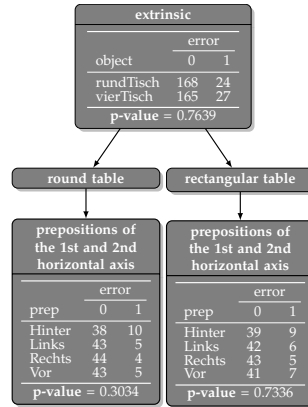 extrinsic
error
object 0 1
rundTisch 168 24
vierTisch 165 27
p-value = 0.7639
round table
rectangular table
prepositions of
the 1st and 2nd
horizontal axis
error
prep 0 1
Hinter 38 10
Links 43 5
Rechts 44 4
Vor 43 5
p-value = 0.3034
prepositions of
the 1st and 2nd
horizontal axis
error
prep 0 1
Hinter 39 9
Links 42 6
Rechts 43 5
Vor 41 7
p-value = 0.7336